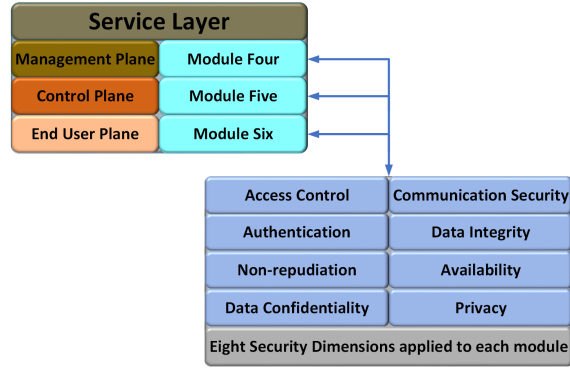 Service Layer
Management Plane Module Four
Control Plane Module Five
End User Plane Module Six
Access Control Communication Security
Authentication Data Integrity
Non-repudiation Availability
Data Confidentiality Privacy
Eight Security Dimensions applied to each module